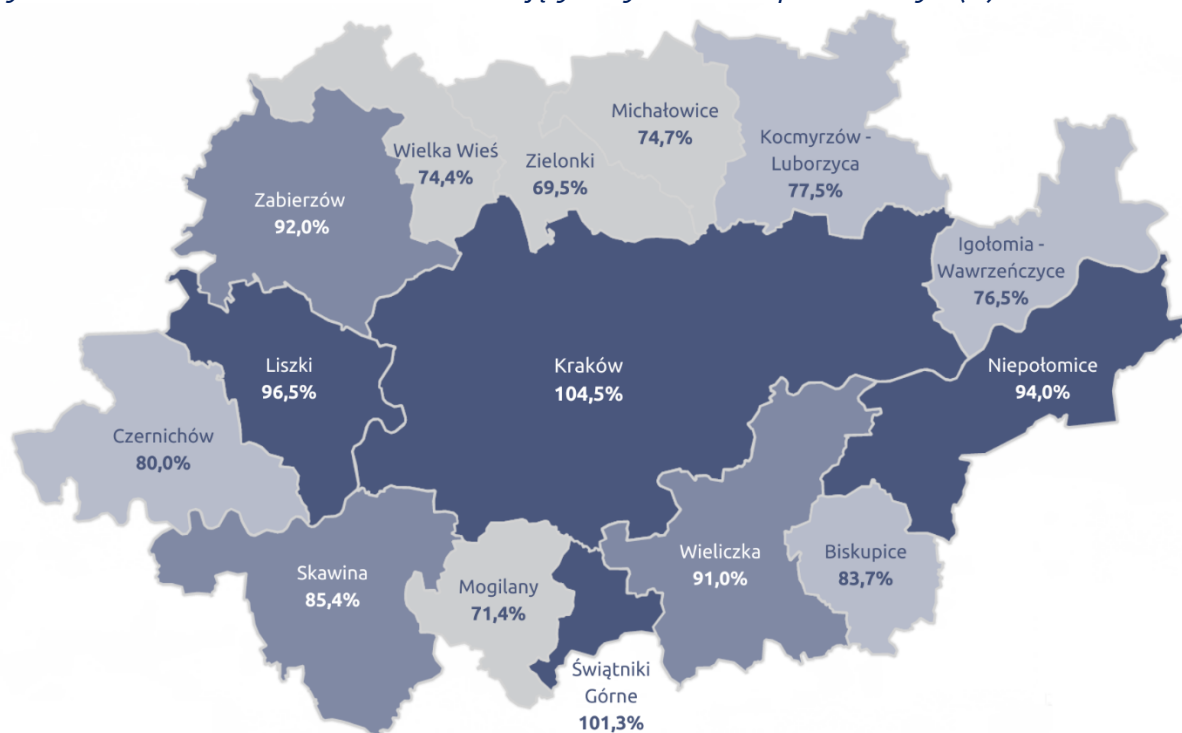 Michałowice
74,7%
Kocmyrzów -
Luborzyca
77,5%
Wielka Wieś
74,4%
Zielonki
69,5%
Zabierzów
92,0%
Igołomia -
Wawrzeńczyce
76,5%
Liszki
96,5%
Kraków
104,5%
Niepołomice
94,0%
Czernichów
80,0%
Skawina
85,4%
Mogilany
71,4%
Wieliczka
91,0%
Biskupice
83,7%
Świątniki
Górne
101,3%